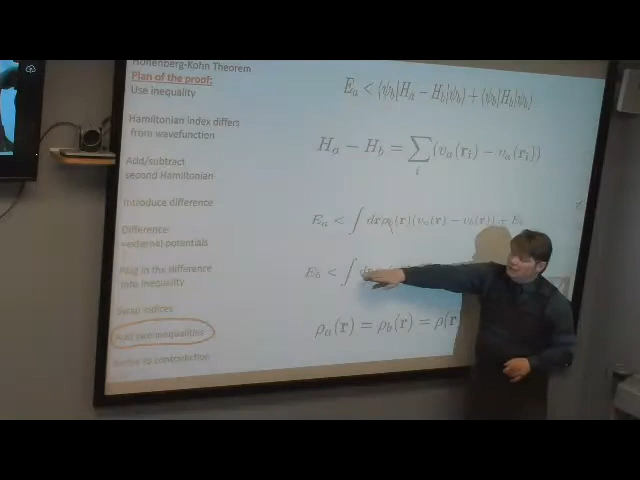 Hohenberg-Kohn Theorem
Plan of the proof:
Use inequality
Hamiltonian index differs
from wavefunction
Add/subtract
second Hamiltonian
Introduce difference
Difference
=external potentials
Plug in the difference
into inequality
Swap indices
Add two inequalities
Arrive to contradiction
E_a < ⟨ψ_b|H_a − H_b|ψ_b⟩ + ⟨ψ_b|H_b|ψ_b⟩
H_a − H_b = ∑_i (v_a(r_i) − v_b(r_i))
E_a < ∫ drρ_b(r)(v_a(r) − v_b(r)) + E_b
E_b < ∫
ρ_a(r) = ρ_b(r) = ρ(r